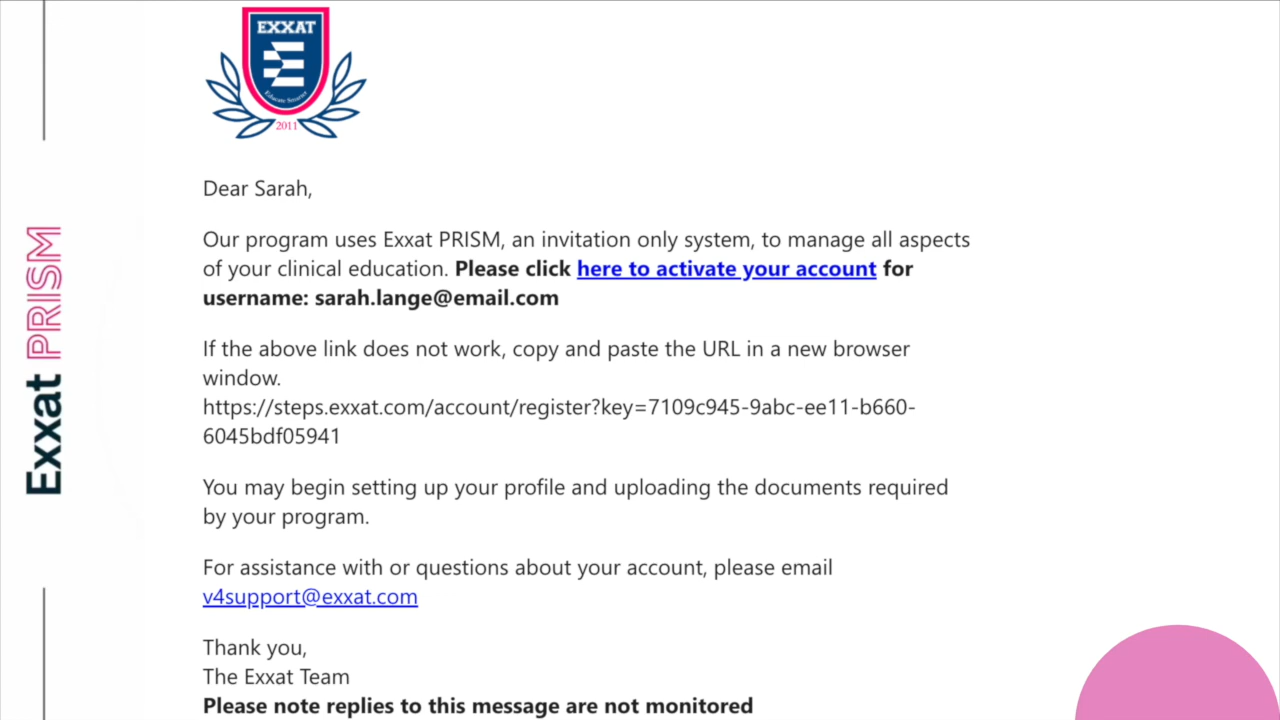 EXXAT
Educate Smarter
2011
Exxat PRISM
Dear Sarah,
Our program uses Exxat PRISM, an invitation only system, to manage all aspects
of your clinical education. Please click here to activate your account for
username: sarah.lange@email.com
If the above link does not work, copy and paste the URL in a new browser
window.
https://steps.exxat.com/account/register?key=7109c945-9abc-ee11-b660-
6045bdf05941
You may begin setting up your profile and uploading the documents required
by your program.
For assistance with or questions about your account, please email
v4support@exxat.com
Thank you,
The Exxat Team
Please note replies to this message are not monitored